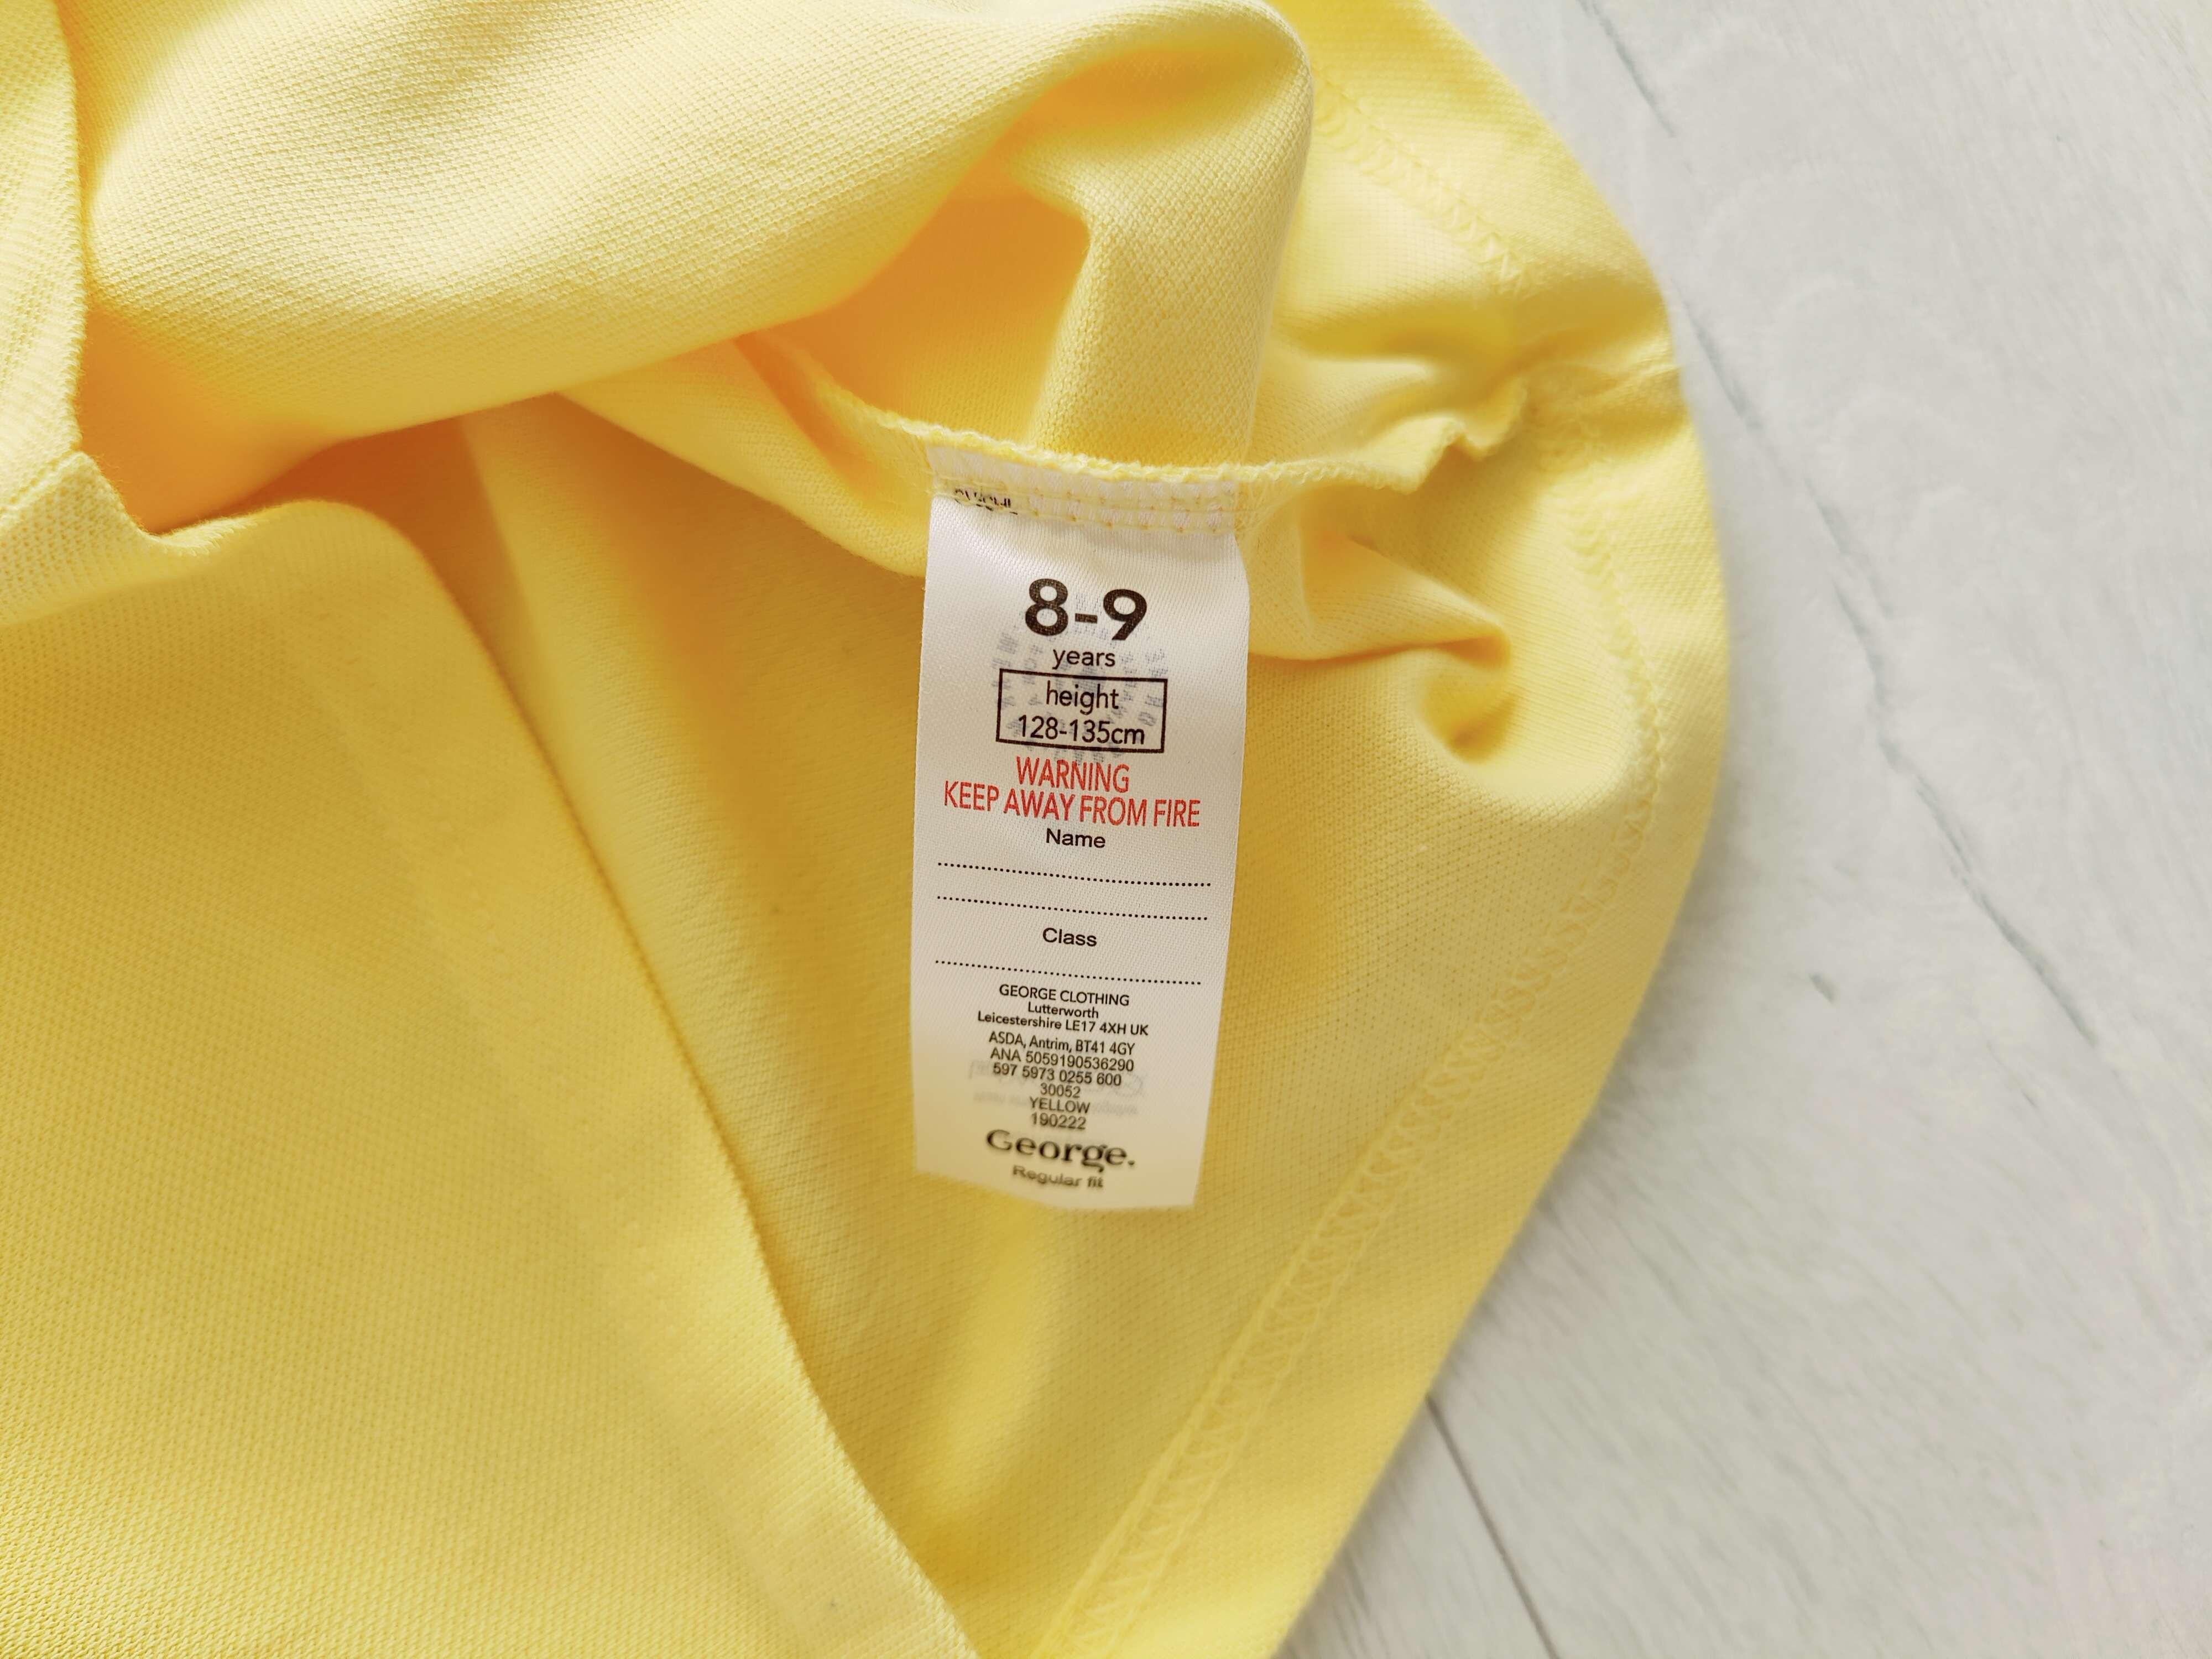 8-9
years
height
128-135cm
WARNING
KEEP AWAY FROM FIRE
Name
Class
GEORGE CLOTHING
Lutterworth
Leicestershire LE17 4XH UK
ASDA, Antrim, BT41 4GY
ANA 5059190536290
597 5973 0255 600
30052
YELLOW
190222
George.
Regular fit